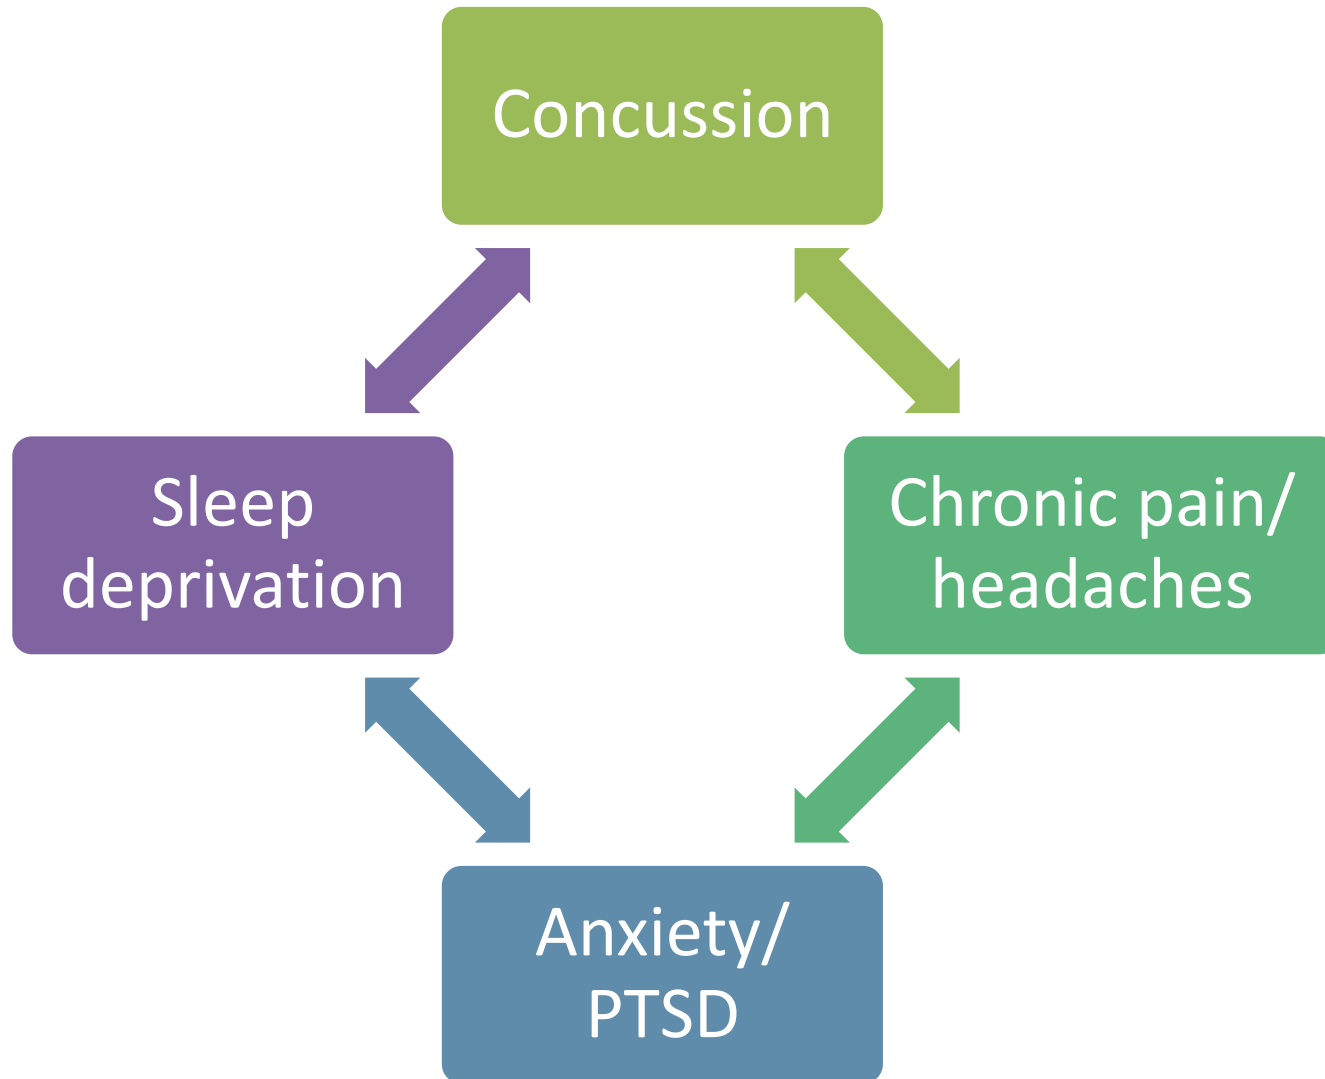 Concussion
Sleep
deprivation
Chronic pain/
headaches
Anxiety/
PTSD